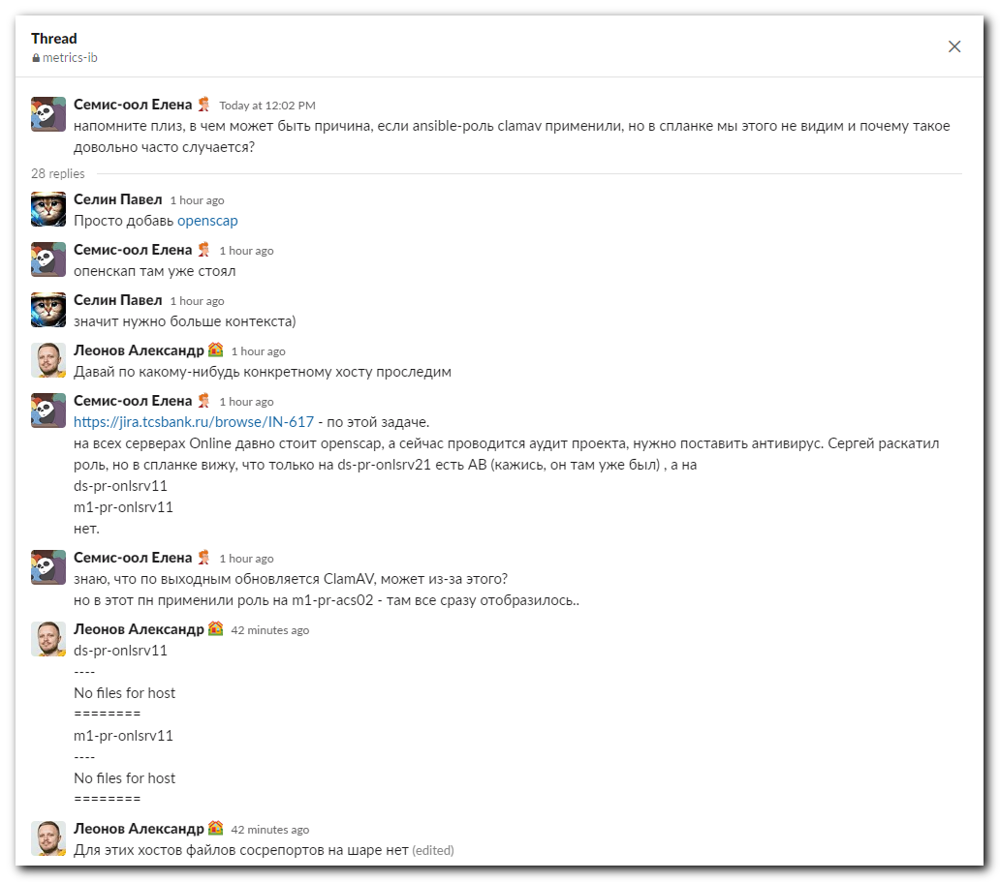 Thread
metrics-ib
Семис-оол Елена Today at 12:02 PM
напомните плиз, в чем может быть причина, если ansible-роль clamav применили, но в спланке мы этого не видим и почему такое
довольно часто случается?
28 replies
Селин Павел 1 hour ago
Просто добавь openscap
Семис-оол Елена 1 hour ago
опенскап там уже стоял
Селин Павел 1 hour ago
значит нужно больше контекста)
Леонов Александр 1 hour ago
Давай по какому-нибудь конкретному хосту проследим
Семис-оол Елена 1 hour ago
https://jira.tcsbank.ru/browse/IN-617 - по этой задаче.
на всех серверах Online давно стоит openscap, а сейчас проводится аудит проекта, нужно поставить антивирус. Сергей раскатил
роль, но в спланке вижу, что только на ds-pr-onlsrv21 есть АВ (кажись, он там уже был) , а на
ds-pr-onlsrv11
m1-pr-onlsrv11
нет.
Семис-оол Елена 1 hour ago
знаю, что по выходным обновляется ClamAV, может из-за этого?
но в этот пн применили роль на m1-pr-acs02 - там все сразу отобразилось..
Леонов Александр 42 minutes ago
ds-pr-onlsrv11
----
No files for host
========
m1-pr-onlsrv11
----
No files for host
========
Леонов Александр 42 minutes ago
Для этих хостов файлов сосрепортов на шаре нет (edited)